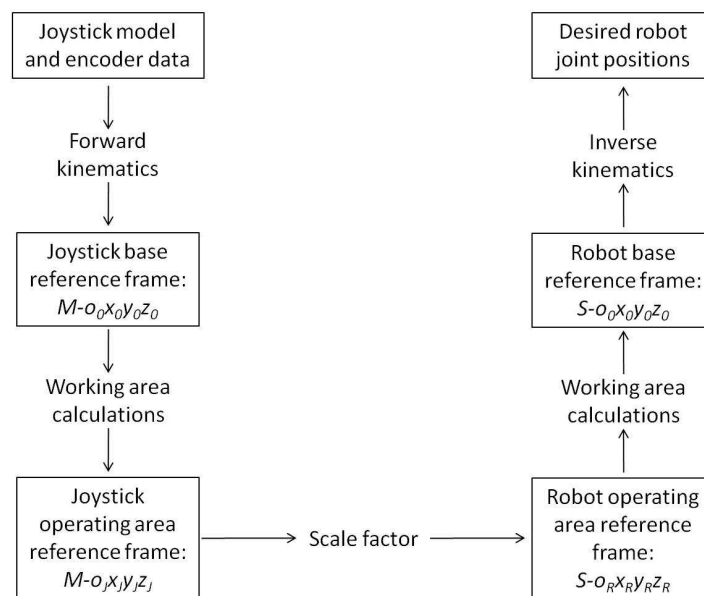 Joystick model
and encoder data
Forward
kinematics
Joystick base
reference frame:
M-o₀x₀y₀z₀
Working area
calculations
Joystick
operating area
reference frame:
M-o_Jx_Jy_Jz_J
Scale factor
Robot operating
area reference
frame:
S-o_Rx_Ry_Rz_R
Working area
calculations
Robot base
reference frame:
S-o₀x₀y₀z₀
Inverse
kinematics
Desired robot
joint positions